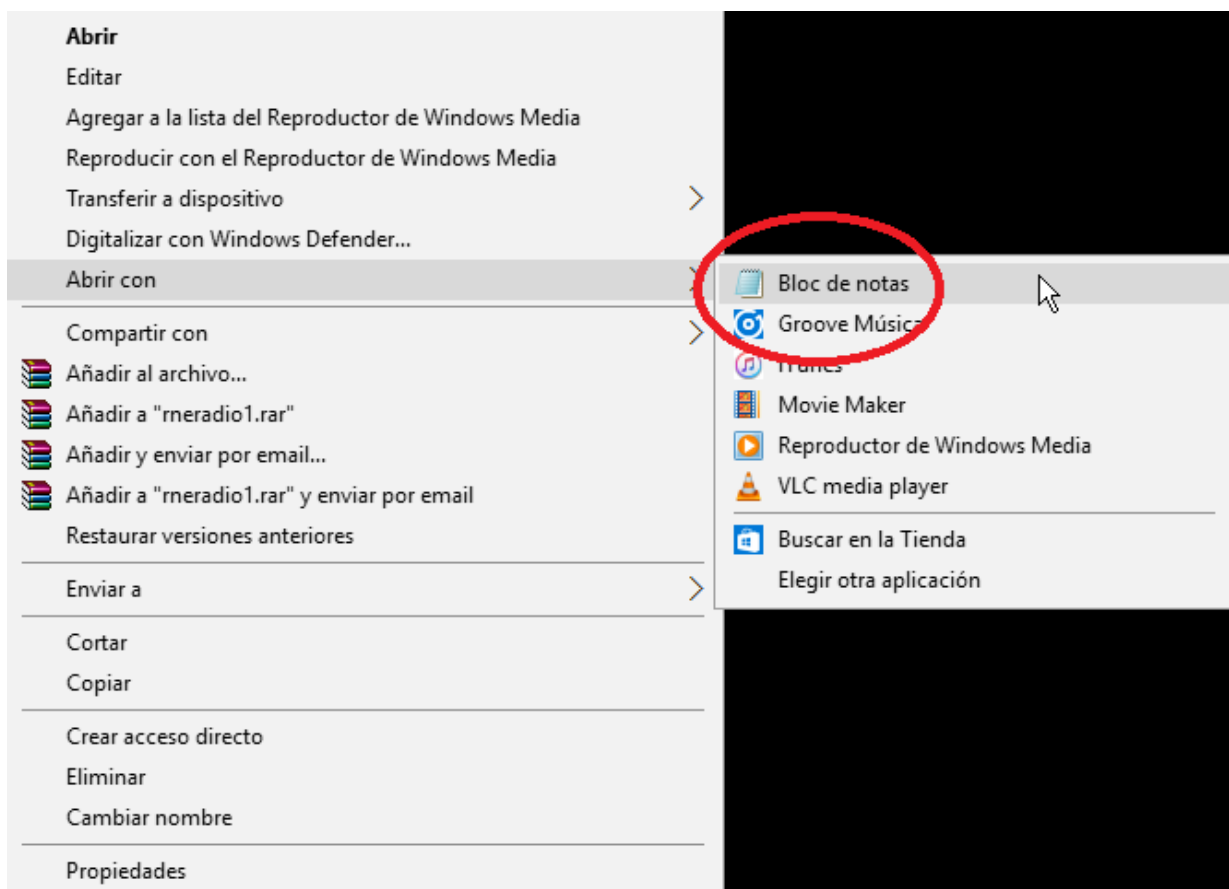 Abrir
Editar
Agregar a la lista del Reproductor de Windows Media
Reproducir con el Reproductor de Windows Media
Transferir a dispositivo
Digitalizar con Windows Defender...
Abrir con
Compartir con
Añadir al archivo...
Añadir a "rneradio1.rar"
Añadir y enviar por email...
Añadir a "rneradio1.rar" y enviar por email
Restaurar versiones anteriores
Enviar a
Cortar
Copiar
Crear acceso directo
Eliminar
Cambiar nombre
Propiedades
Bloc de notas
Groove Música
iTunes
Movie Maker
Reproductor de Windows Media
VLC media player
Buscar en la Tienda
Elegir otra aplicación